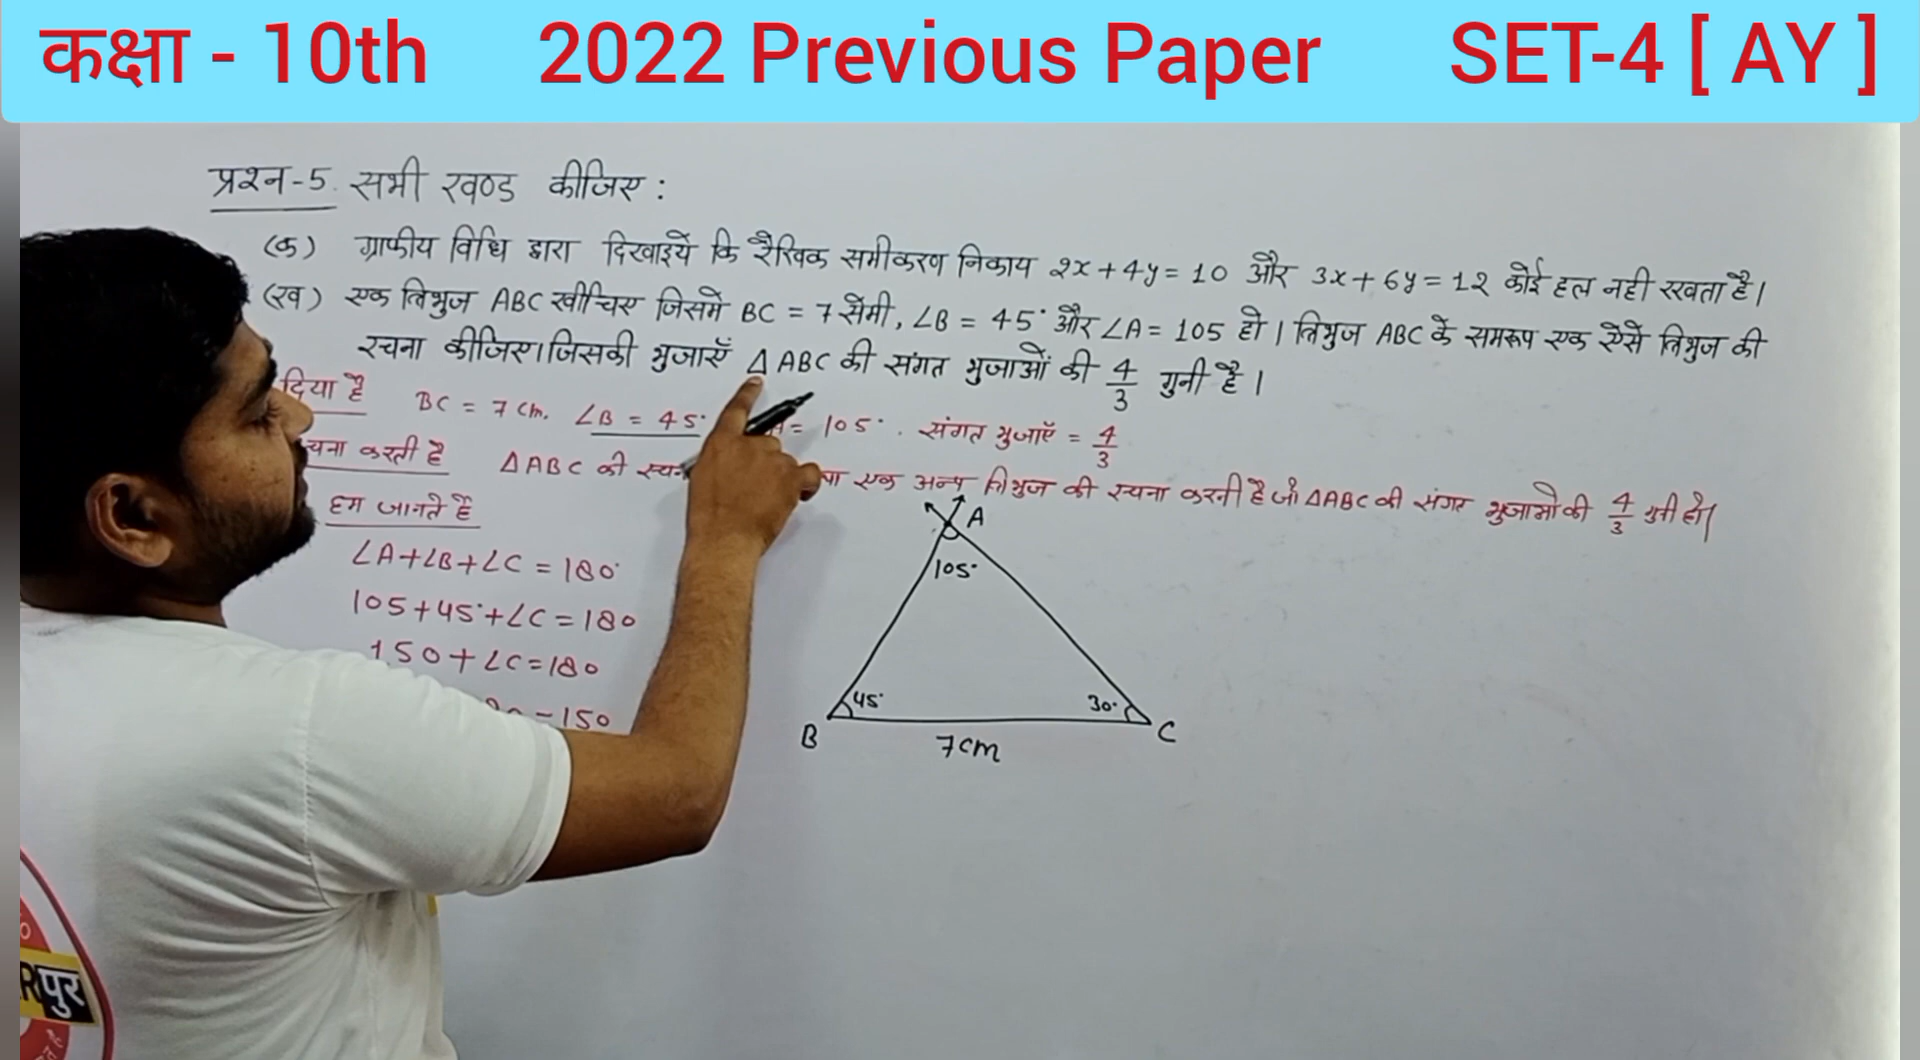 कक्षा - 10th 2022 Previous Paper SET-4 [ AY ]
प्रश्न-5. सभी खण्ड कीजिए :
(क) ग्राफीय विधि द्वारा दिखाइये कि रैखिक समीकरण निकाय 2x+4y=10 और 3x+6y=12 कोई हल नही रखता है।
(ख) एक त्रिभुज ABC खींचिए जिसमें BC = 7 सेमी, ∠B = 45° और ∠A = 105 हो। त्रिभुज ABC के समरूप एक ऐसे त्रिभुज की
रचना कीजिए। जिसकी भुजाएँ Δ ABC की संगत भुजाओं की 4/3 गुनी है।
दिया है BC = 7 cm. ∠B = 45° = 105°. संगत भुजाएँ = 4/3
चना करती है ΔABC की एक अन्य त्रिभुज की रचना करनी है जो ΔABC की संगत भुजाओ की 4/3 गुनी हो।
हम जानते हैं
∠A+∠B+∠C = 180°
105+45°+∠C = 180
150+∠C=180
-150
A
105°
45°
30°
B
C
7cm
पुर